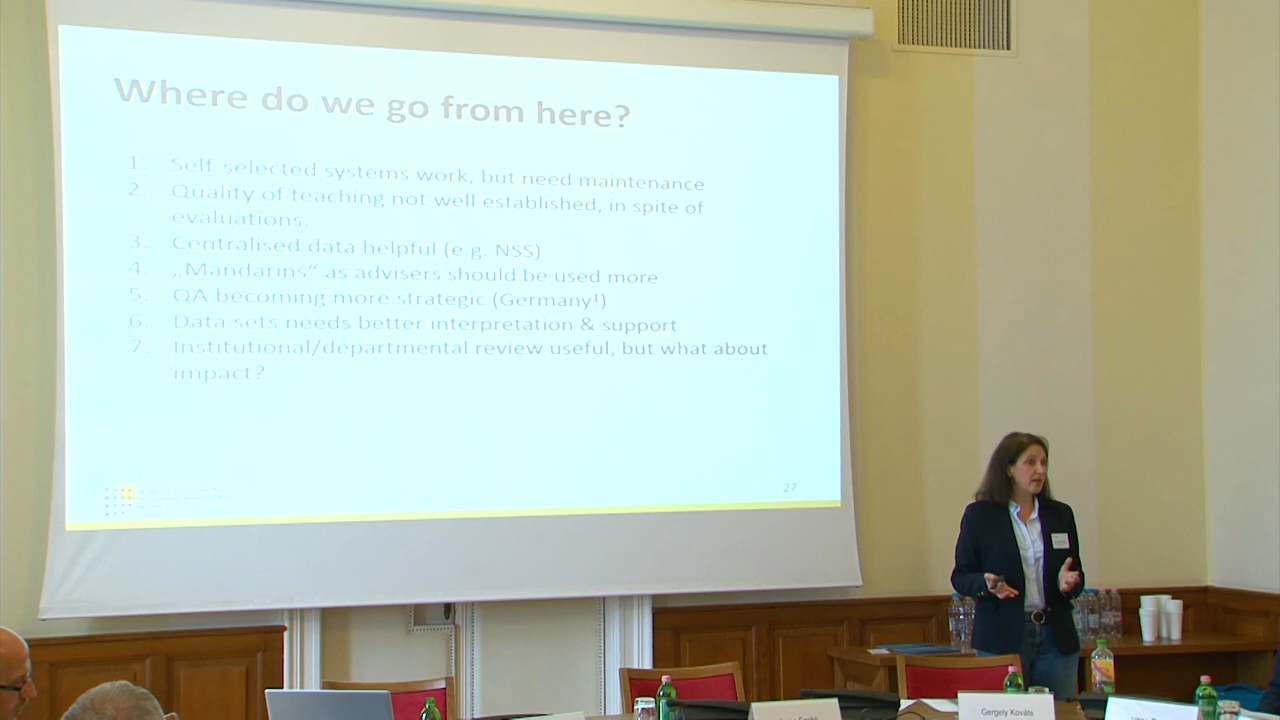 Where do we go from here?
1. Self-selected systems work, but need maintenance
2. Quality of teaching not well established, in spite of
evaluations.
3. Centralised data helpful (e.g. NSS)
4. „Mandarins“ as advisers should be used more
5. QA becoming more strategic (Germany!)
6. Data sets needs better interpretation & support
7. Institutional/departmental review useful, but what about
impact?
27
Gergely Kováts